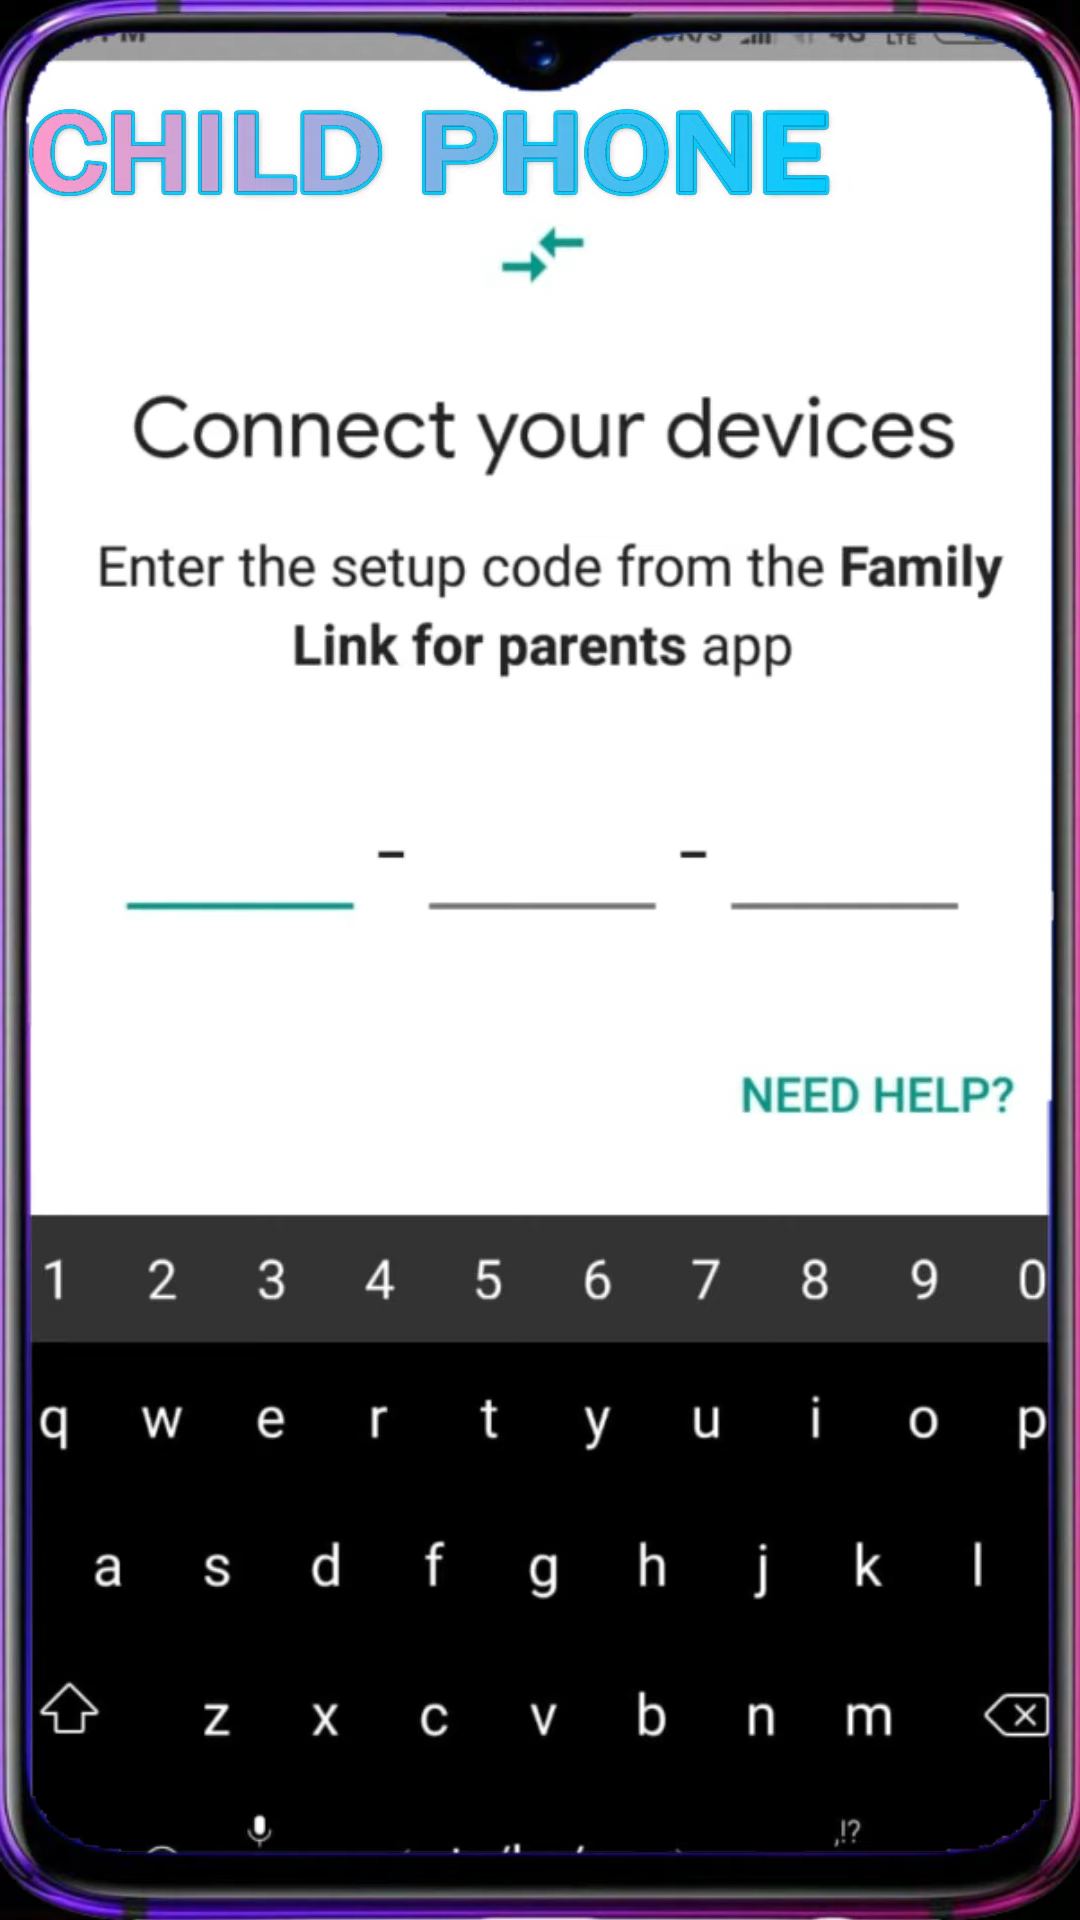 CHILD PHONE
Connect your devices
Enter the setup code from the Family
Link for parents app
– –
NEED HELP?
1 2 3 4 5 6 7 8 9 0
q w e r t y u i o p
a s d f g h j k l
z x c v b n m
,!?